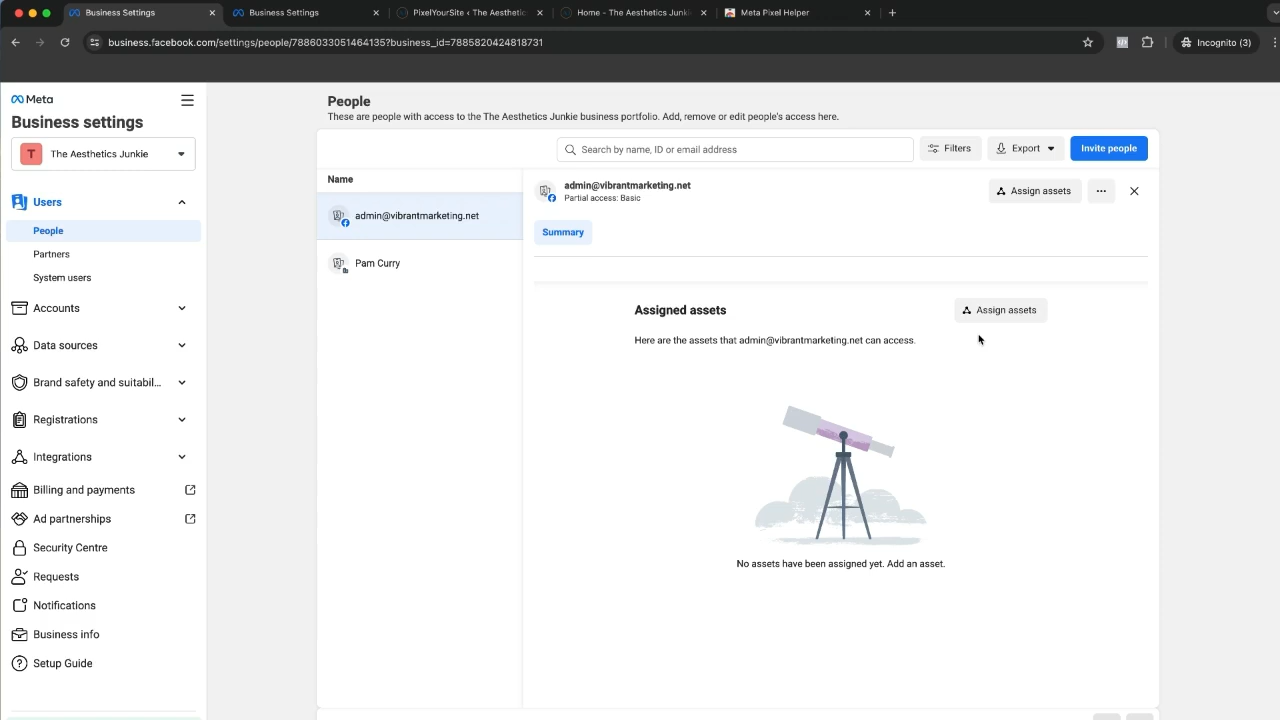 Business Settings
Business Settings
PixelYourSite ‹ The Aesthetic
Home - The Aesthetics Junki
Meta Pixel Helper
business.facebook.com/settings/people/7886033051464135?business_id=7885820424818731
Incognito (3)
Meta
Business settings
T
The Aesthetics Junkie
Users
People
Partners
System users
Accounts
Data sources
Brand safety and suitabil...
Registrations
Integrations
Billing and payments
Ad partnerships
Security Centre
Requests
Notifications
Business info
Setup Guide
People
These are people with access to the The Aesthetics Junkie business portfolio. Add, remove or edit people's access here.
Search by name, ID or email address
Filters
Export
Invite people
Name
admin@vibrantmarketing.net
Pam Curry
admin@vibrantmarketing.net
Partial access: Basic
Assign assets
Summary
Assigned assets
Assign assets
Here are the assets that admin@vibrantmarketing.net can access.
No assets have been assigned yet. Add an asset.